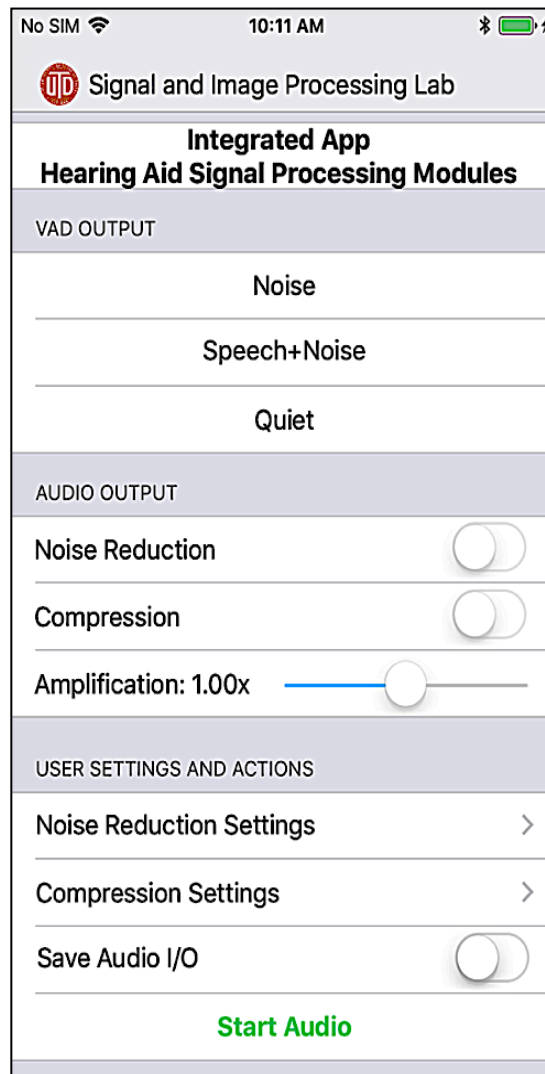 No SIM 10:11 AM
UTD Signal and Image Processing Lab
Integrated App
Hearing Aid Signal Processing Modules
VAD OUTPUT
Noise
Speech+Noise
Quiet
AUDIO OUTPUT
Noise Reduction
Compression
Amplification: 1.00x
USER SETTINGS AND ACTIONS
Noise Reduction Settings
Compression Settings
Save Audio I/O
Start Audio